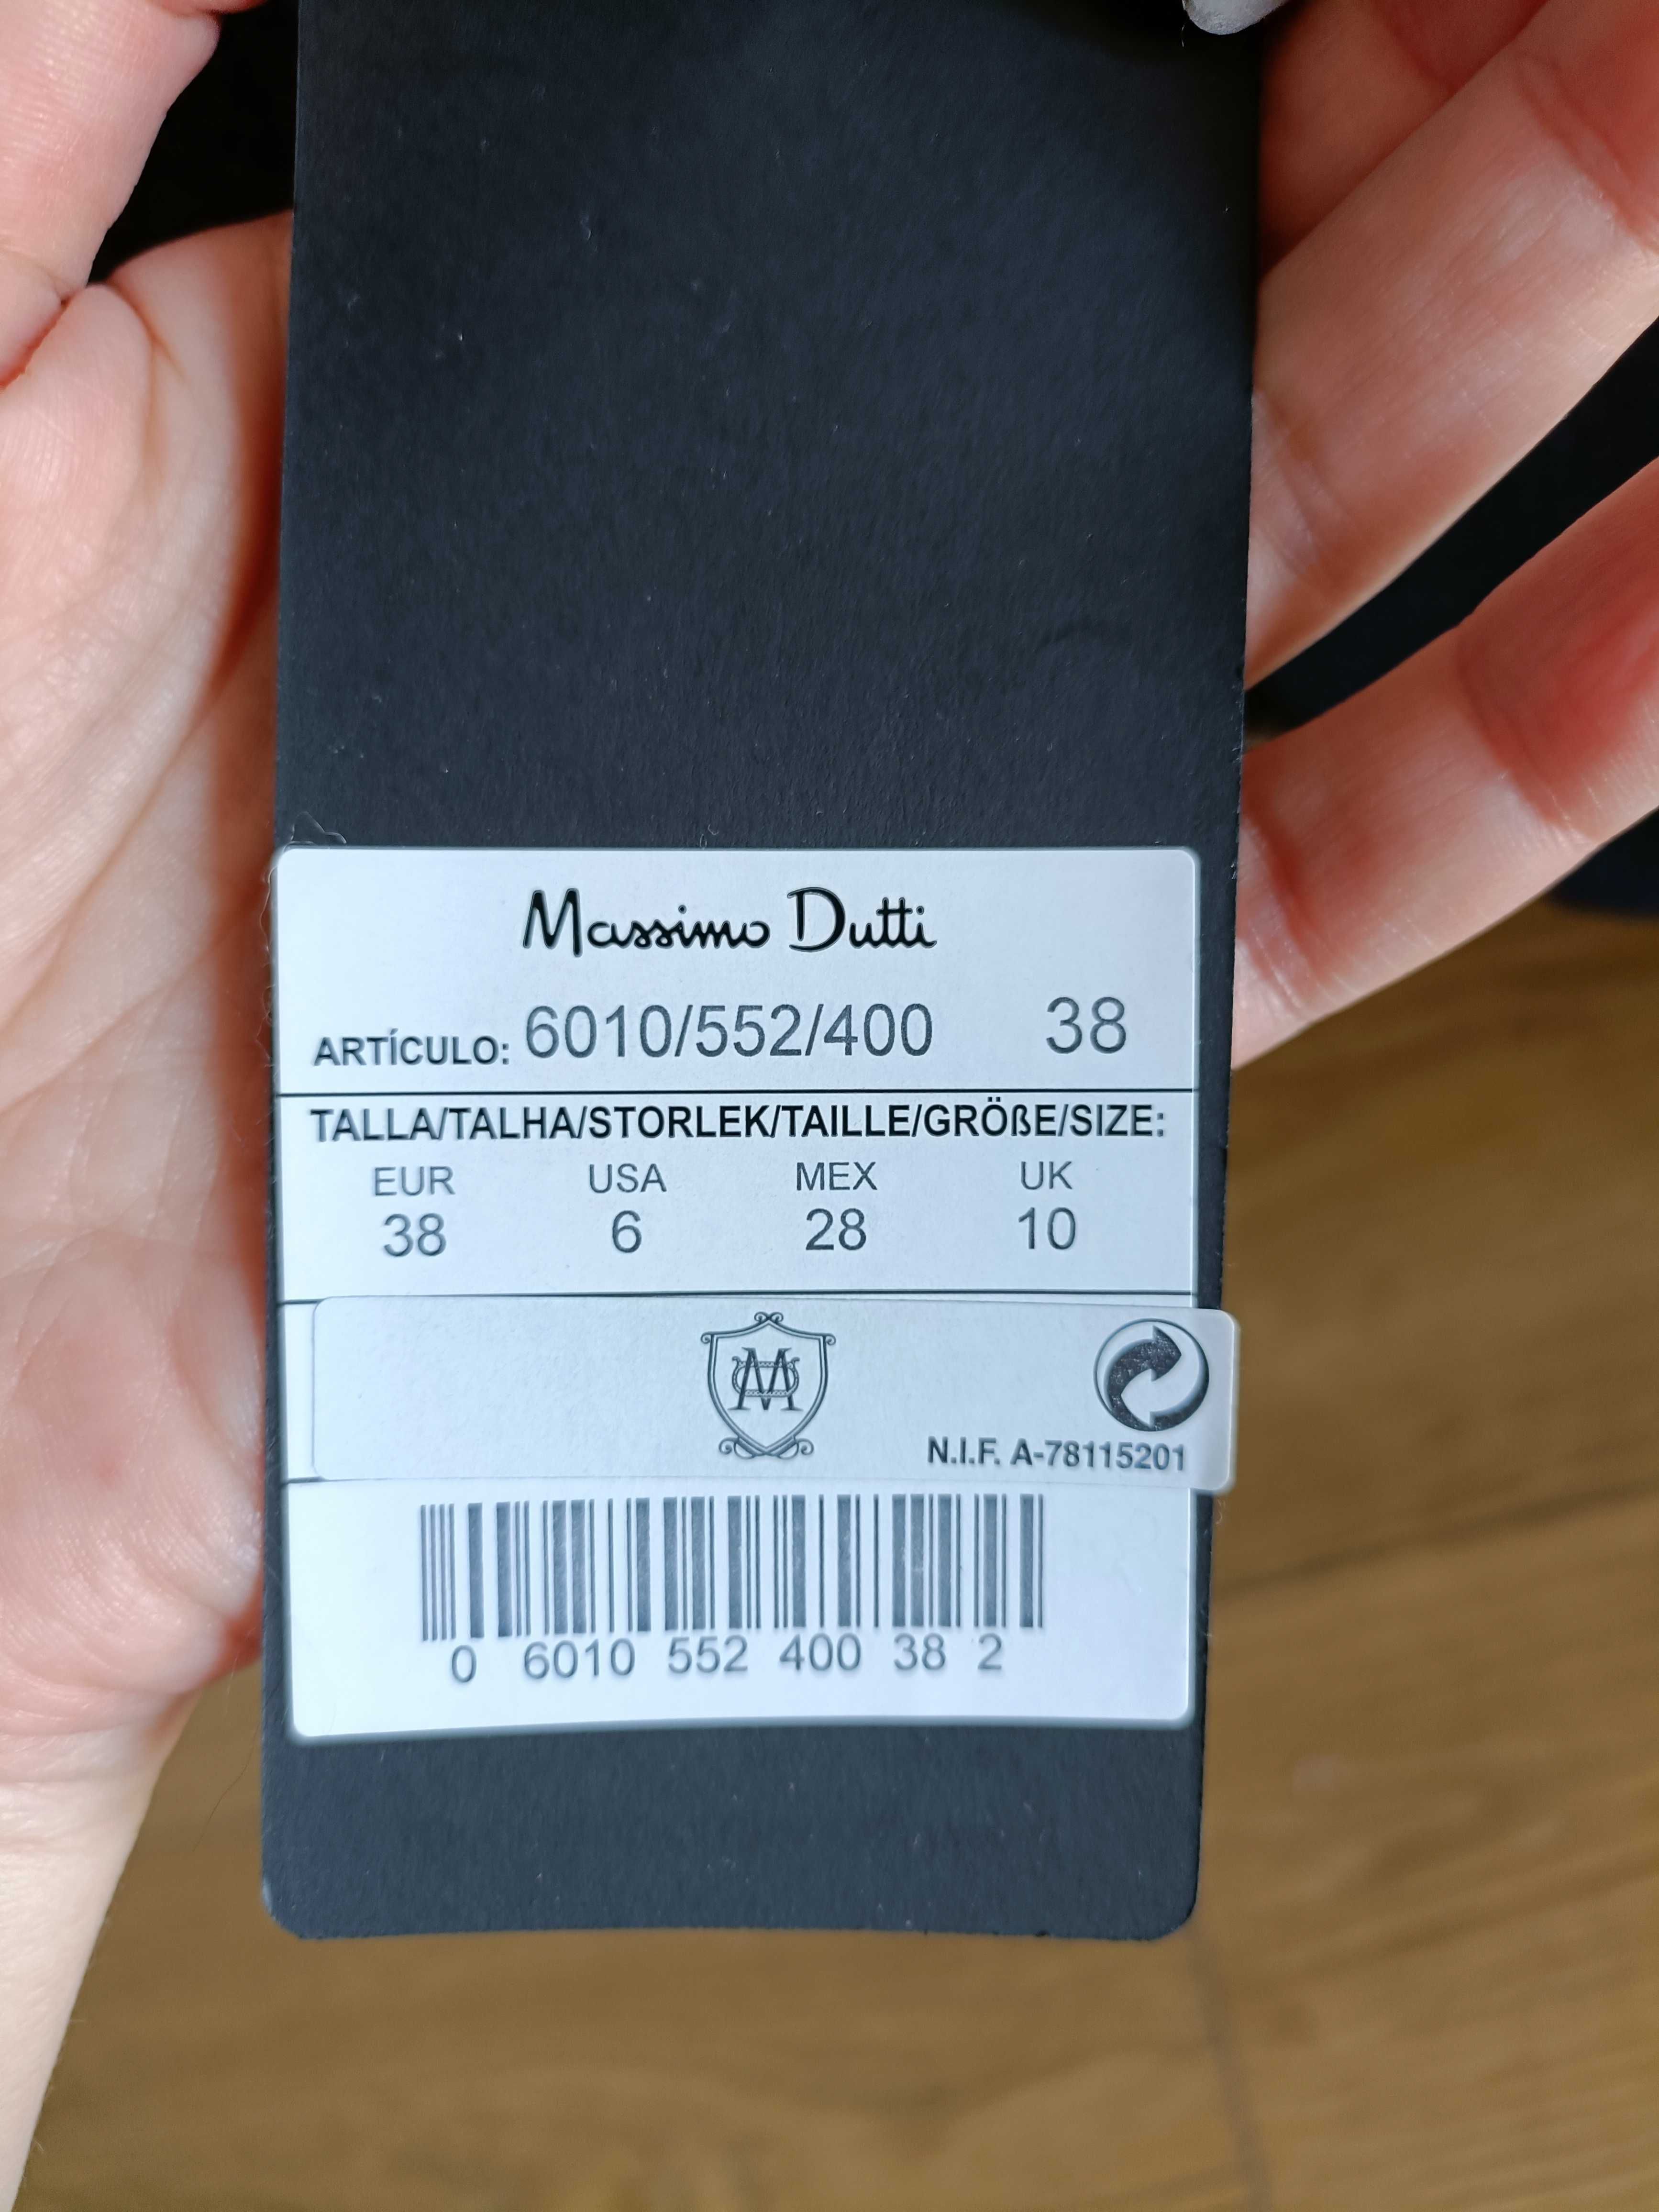 Massimo Dutti
ARTÍCULO: 6010/552/400 38
TALLA/TALHA/STORLEK/TAILLE/GRÖßE/SIZE:
EUR USA MEX UK
38 6 28 10
M
N.I.F. A-78115201
0 6010 552 400 38 2